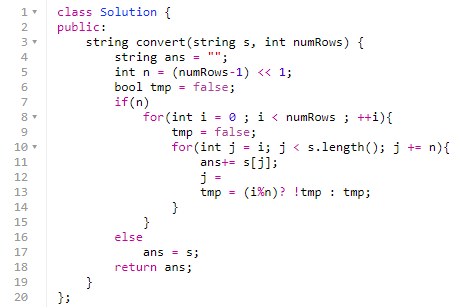 1 class Solution {
2 public:
3     string convert(string s, int numRows) {
4         string ans = "";
5         int n = (numRows-1) << 1;
6         bool tmp = false;
7         if(n)
8             for(int i = 0 ; i < numRows ; ++i){
9                 tmp = false;
10                 for(int j = i; j < s.length(); j += n){
11                     ans+= s[j];
12                     j =
13                     tmp = (i%n)? !tmp : tmp;
14                 }
15             }
16         else
17             ans = s;
18         return ans;
19     }
20 };